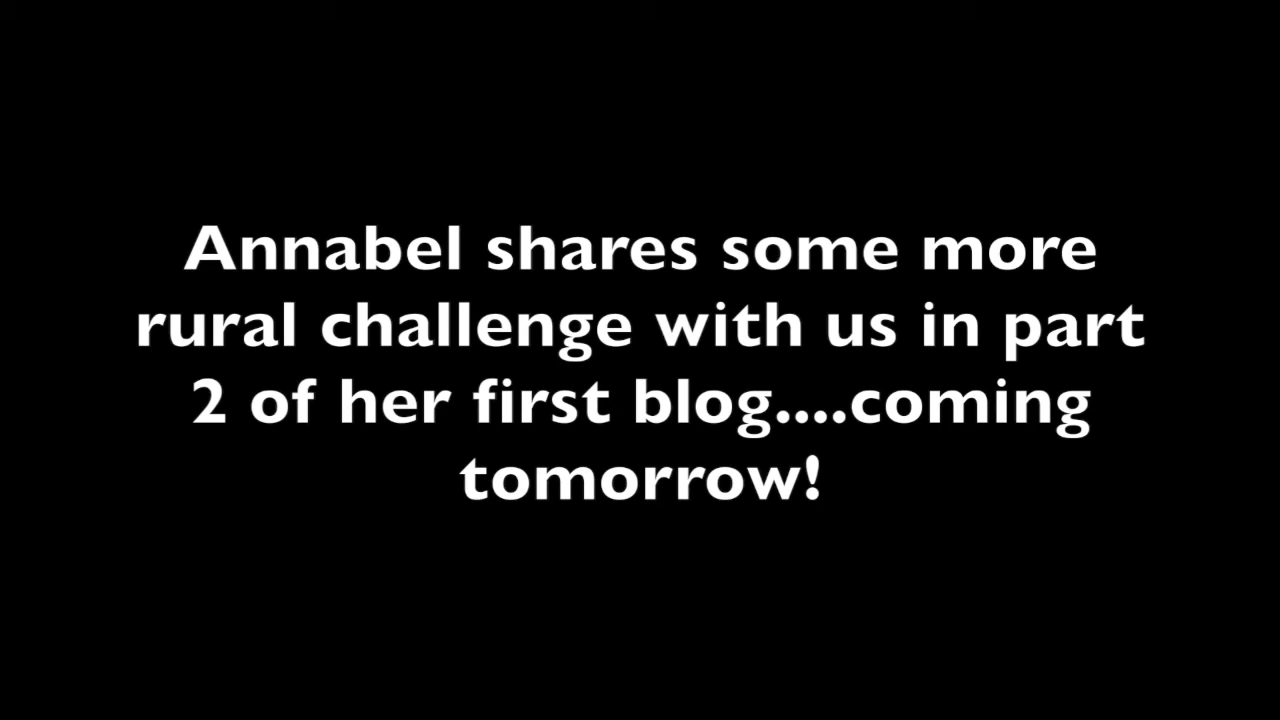 Annabel shares some more
rural challenge with us in part
2 of her first blog....coming
tomorrow!